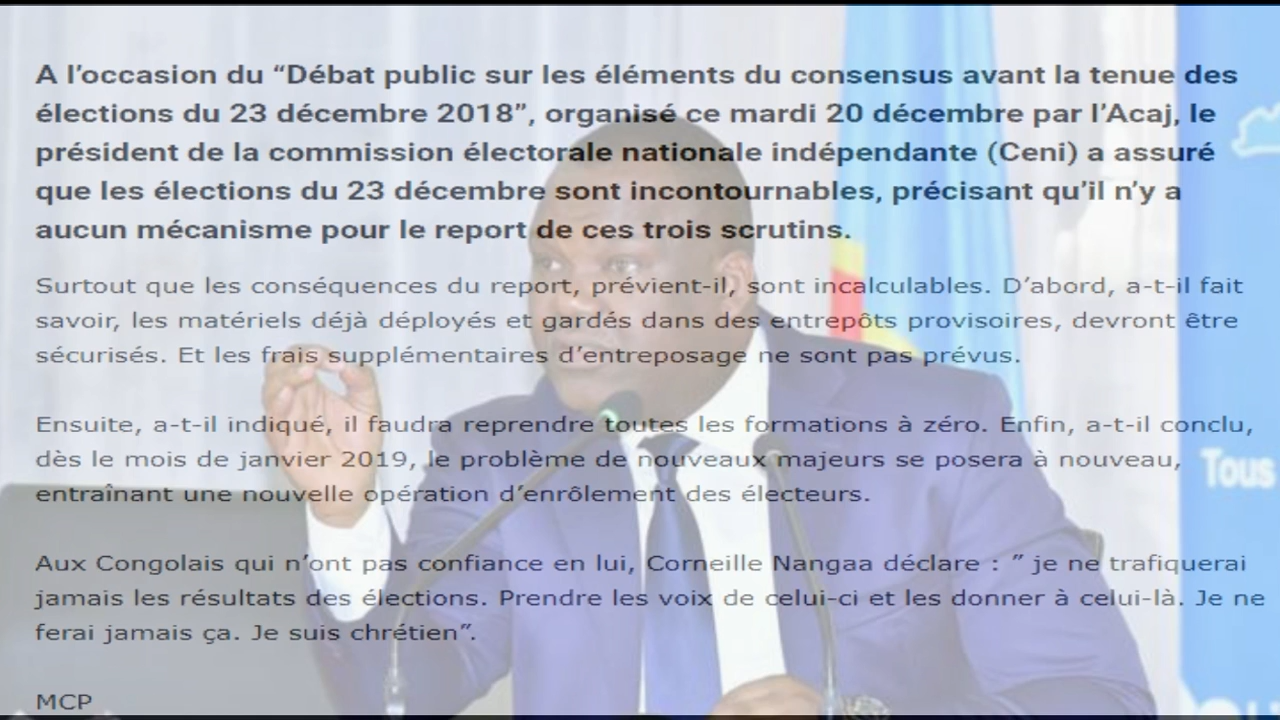 A l’occasion du “Débat public sur les éléments du consensus avant la tenue des
élections du 23 décembre 2018”, organisé ce mardi 20 décembre par l’Acaj, le
président de la commission électorale nationale indépendante (Ceni) a assuré
que les élections du 23 décembre sont incontournables, précisant qu’il n’y a
aucun mécanisme pour le report de ces trois scrutins.
Surtout que les conséquences du report, prévient-il, sont incalculables. D’abord, a-t-il fait
savoir, les matériels déjà déployés et gardés dans des entrepôts provisoires, devront être
sécurisés. Et les frais supplémentaires d’entreposage ne sont pas prévus.
Ensuite, a-t-il indiqué, il faudra reprendre toutes les formations à zéro. Enfin, a-t-il conclu,
dès le mois de janvier 2019, le problème de nouveaux majeurs se posera à nouveau,
entraînant une nouvelle opération d’enrôlement des électeurs.
Aux Congolais qui n’ont pas confiance en lui, Corneille Nangaa déclare : ” je ne trafiquerai
jamais les résultats des élections. Prendre les voix de celui-ci et les donner à celui-là. Je ne
ferai jamais ça. Je suis chrétien”.
MCP
Tous